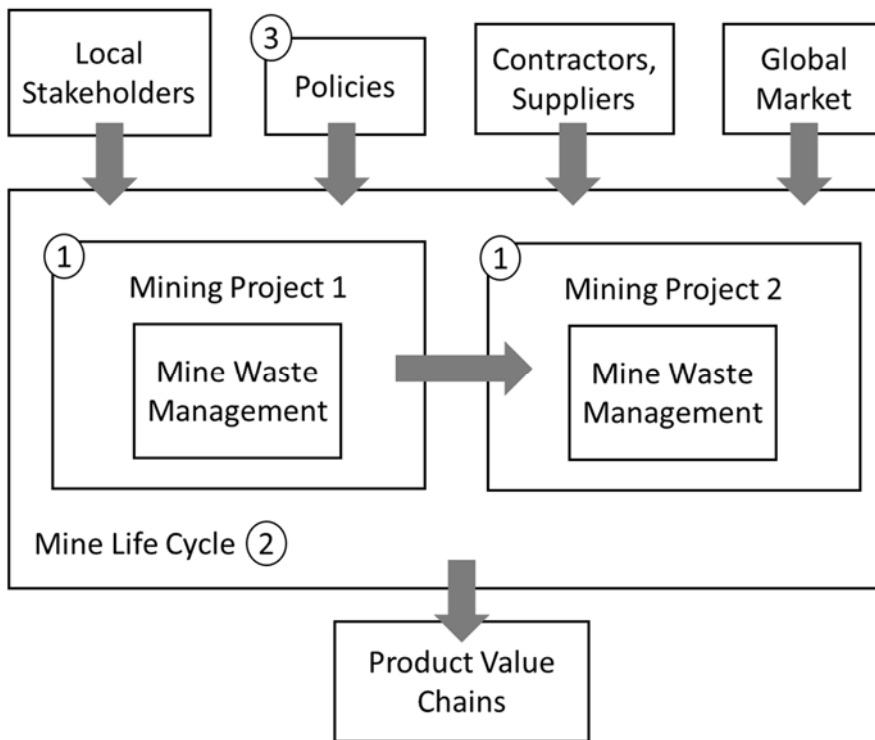 Local
Stakeholders
3
Policies
Contractors,
Suppliers
Global
Market
1
Mining Project 1
Mine Waste
Management
1
Mining Project 2
Mine Waste
Management
Mine Life Cycle 2
Product Value
Chains